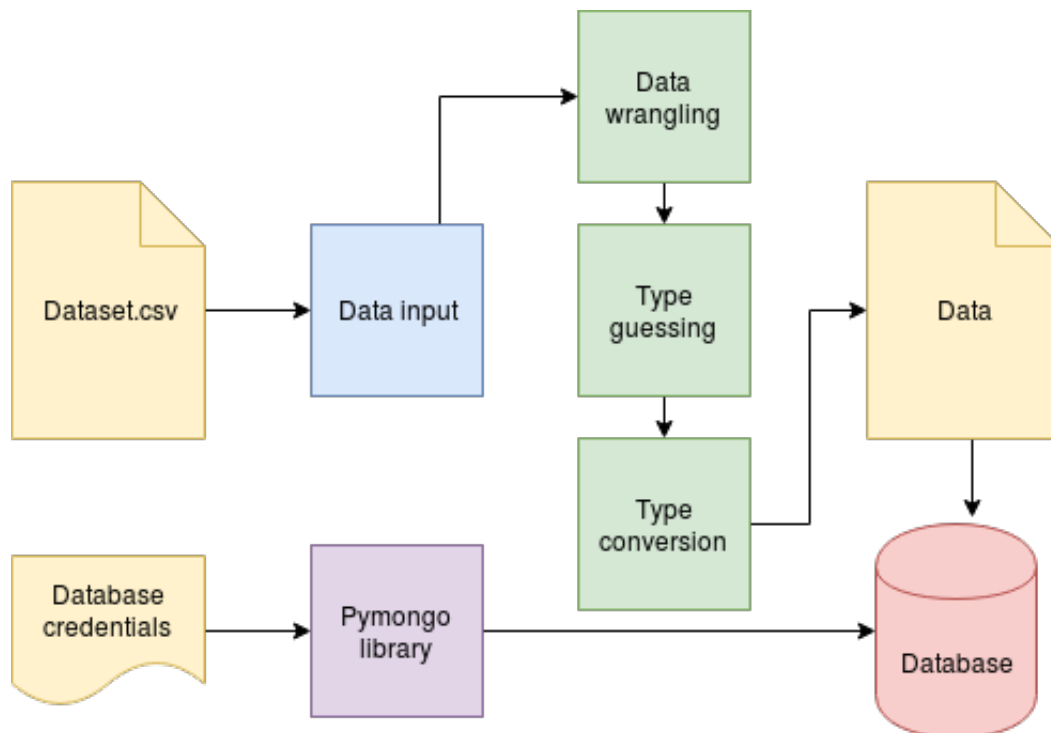 Data
wrangling
Dataset.csv
Data input
Type
guessing
Data
Type
conversion
Database
credentials
Pymongo
library
Database